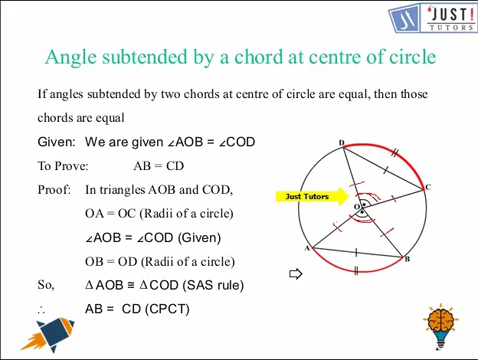 "JUST!
TUTORS
Angle subtended by a chord at centre of circle
If angles subtended by two chords at centre of circle are equal, then those
chords are equal
Given: We are given ∠AOB = ∠COD
To Prove: AB = CD
Proof: In triangles AOB and COD,
OA = OC (Radii of a circle)
∠AOB = ∠COD (Given)
OB = OD (Radii of a circle)
So, Δ AOB ≅ Δ COD (SAS rule)
∴ AB = CD (CPCT)
D
C
Just Tutors
O
A
B